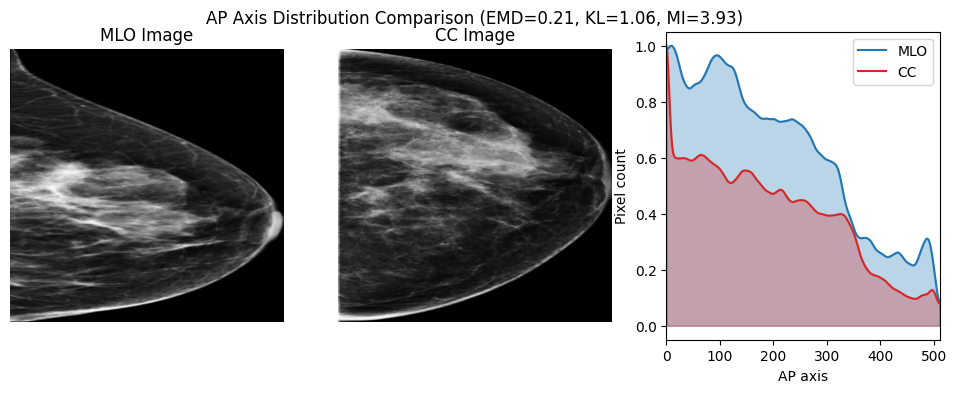 AP Axis Distribution Comparison (EMD=0.21, KL=1.06, MI=3.93)
MLO Image
CC Image
MLO
CC
Pixel count
1.0
0.8
0.6
0.4
0.2
0.0
0 100 200 300 400 500
AP axis